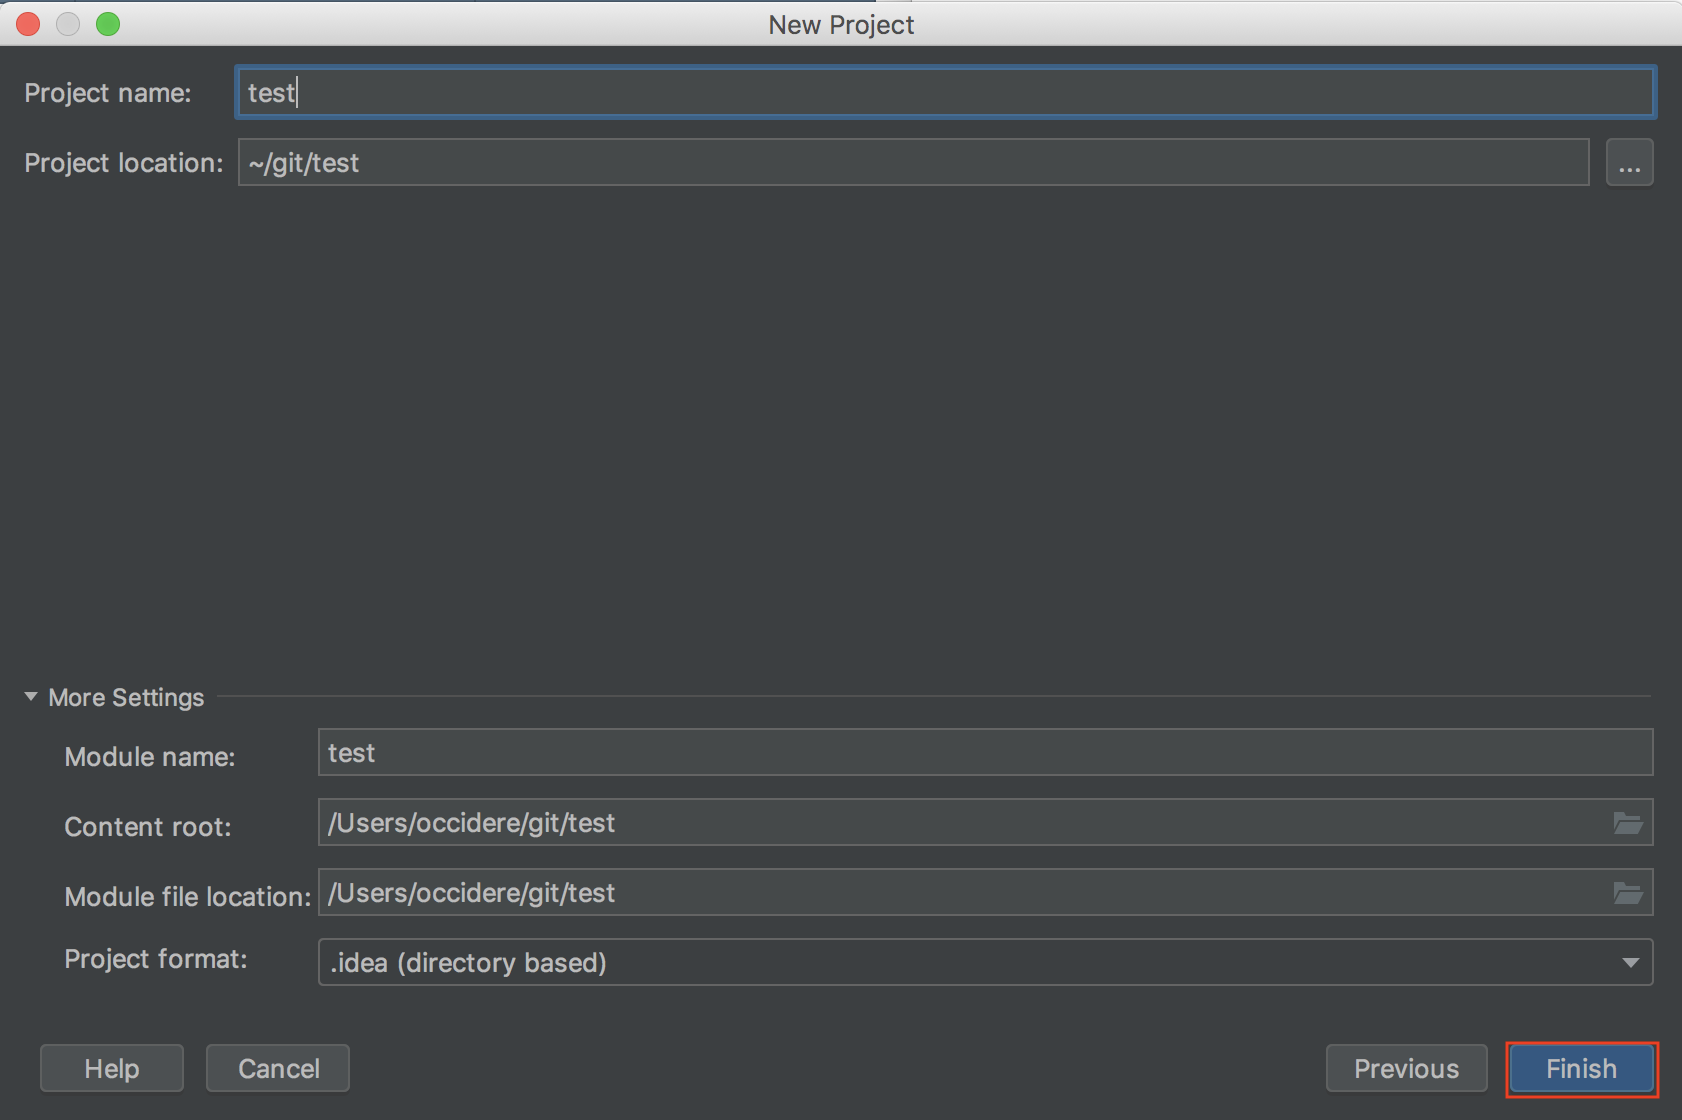 New Project
Project name: test
Project location: ~/git/test ...
More Settings
Module name: test
Content root: /Users/occidere/git/test
Module file location: /Users/occidere/git/test
Project format: .idea (directory based)
Help Cancel Previous Finish